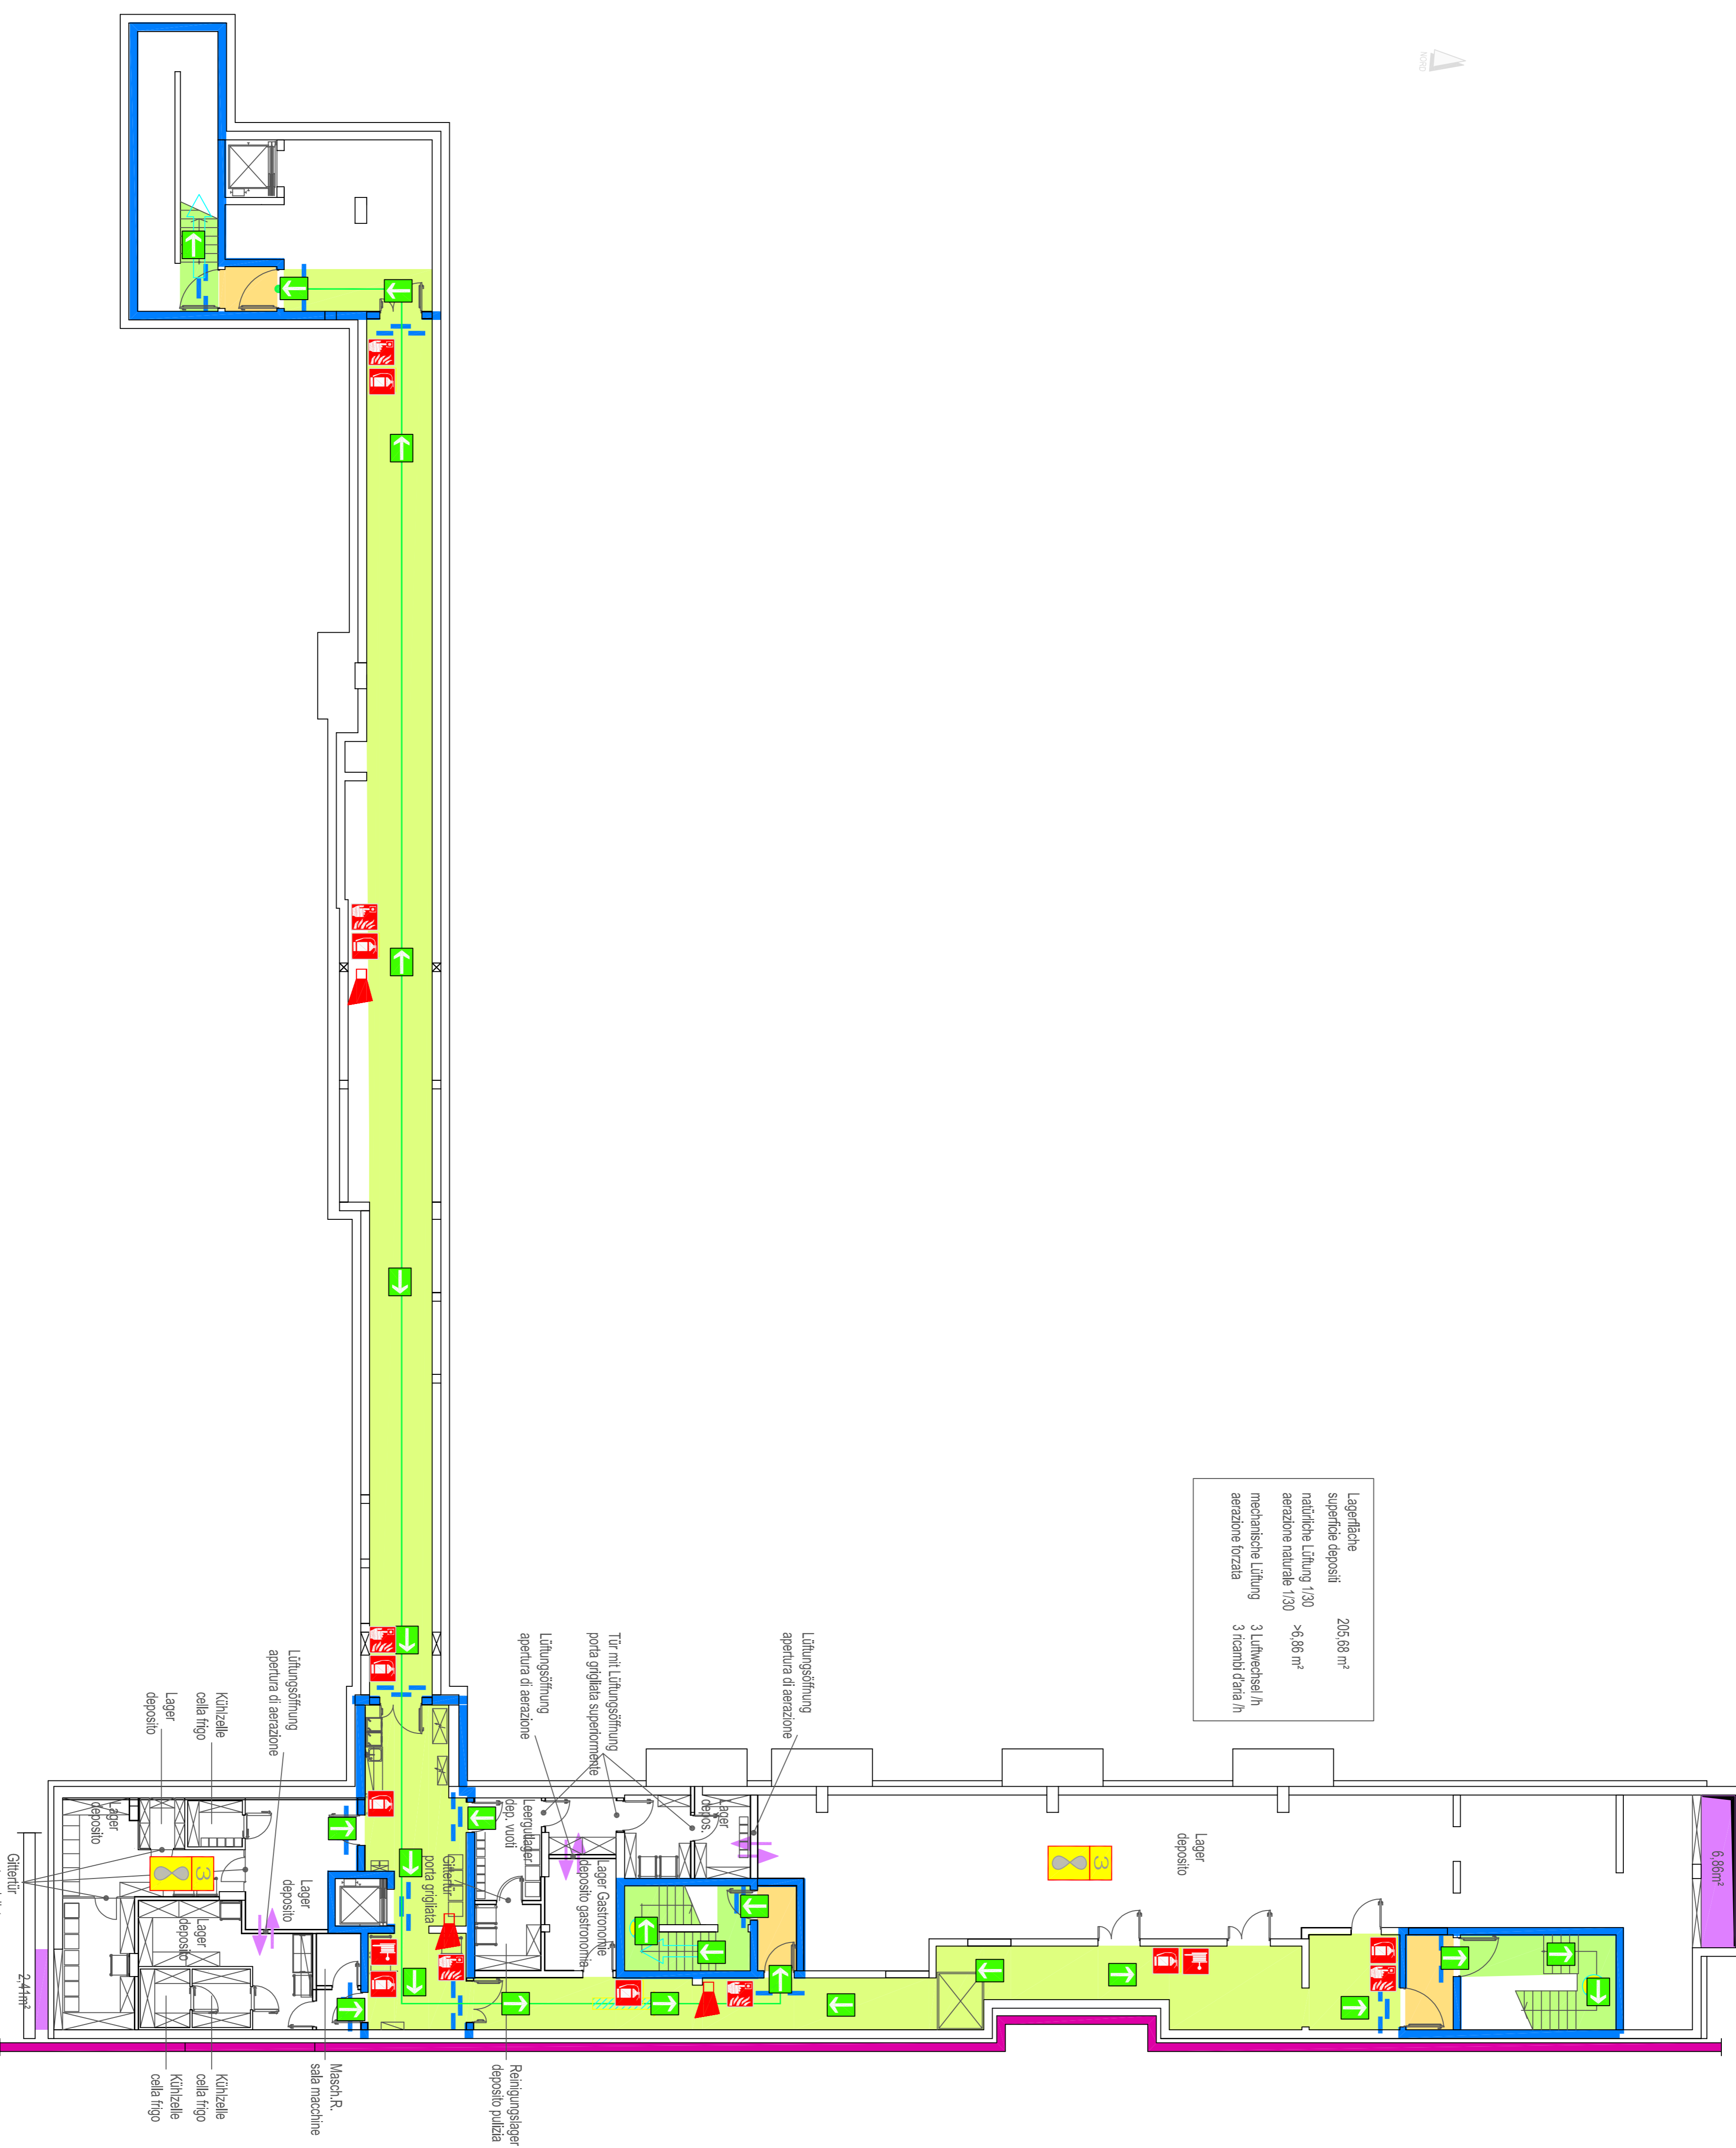 NORD
Lagerfläche
superficie depositi 205,68 m²
natürliche Lüftung 1/30
aerazione naturale 1/30 >6,86 m²
mechanische Lüftung 3 Luftwechsel /h
aerazione forzata 3 ricambi d'aria /h
6,86m²
Lüftungsöffnung
apertura di aerazione
Tür mit Lüftungsöffnung
porta grigliata superiormente
Lüftungsöffnung
apertura di aerazione
Lüftungsöffnung
apertura di aerazione
Kühlzelle
cella frigo
Lager
deposito
Lager
deposito
3
Lager
depos.
Lager Gastronomie
deposito gastronomia
Leergutlager
dep. vuoti
Gittertür
porta grigliata
Lager
deposito
Lager
deposito
3
Lager
deposito
Gittertür
2,41m²
Reinigungslager
deposito pulizia
Masch.R.
sala macchine
Kühlzelle
cella frigo
Kühlzelle
cella frigo